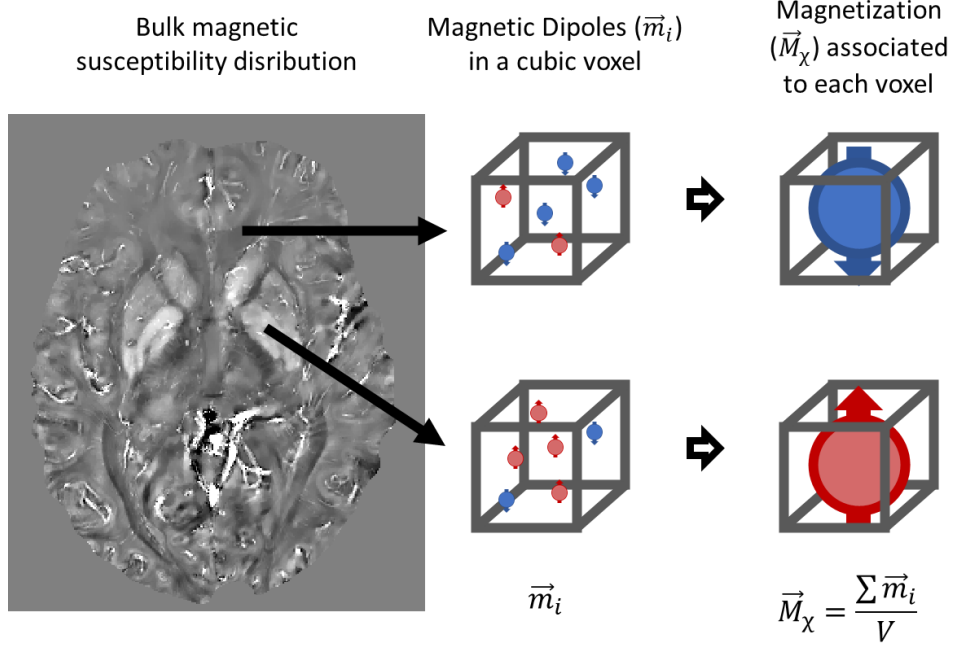 Bulk magnetic
susceptibility disribution
Magnetic Dipoles (m⃗ᵢ)
in a cubic voxel
Magnetization
(M⃗χ) associated
to each voxel
m⃗ᵢ
M⃗χ = ∑ m⃗ᵢ / V